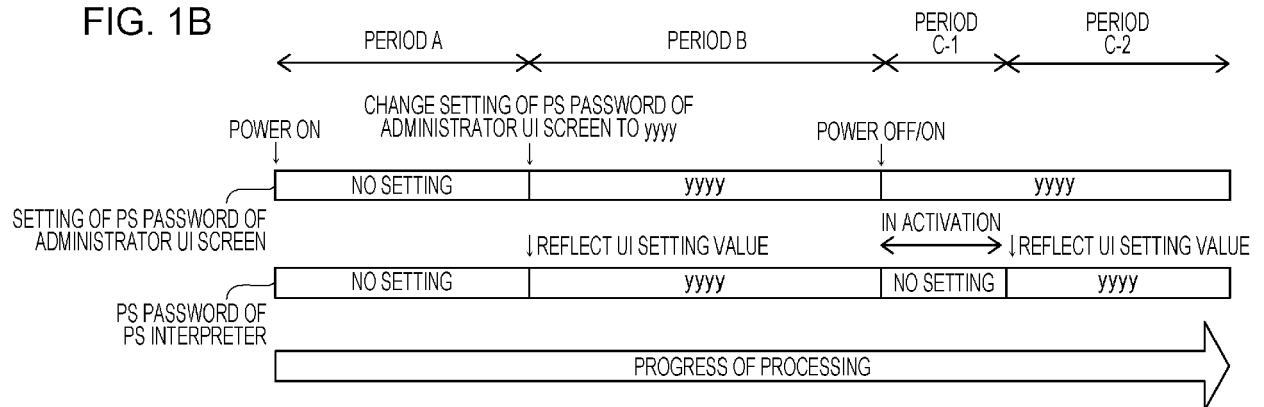 FIG. 1B
PERIOD A
PERIOD B
PERIOD
C-1
PERIOD
C-2
CHANGE SETTING OF PS PASSWORD OF
ADMINISTRATOR UI SCREEN TO yyyy
POWER ON
POWER OFF/ON
NO SETTING
yyyy
yyyy
SETTING OF PS PASSWORD OF
ADMINISTRATOR UI SCREEN
IN ACTIVATION
REFLECT UI SETTING VALUE
REFLECT UI SETTING VALUE
NO SETTING
yyyy
NO SETTING
yyyy
PS PASSWORD OF
PS INTERPRETER
PROGRESS OF PROCESSING